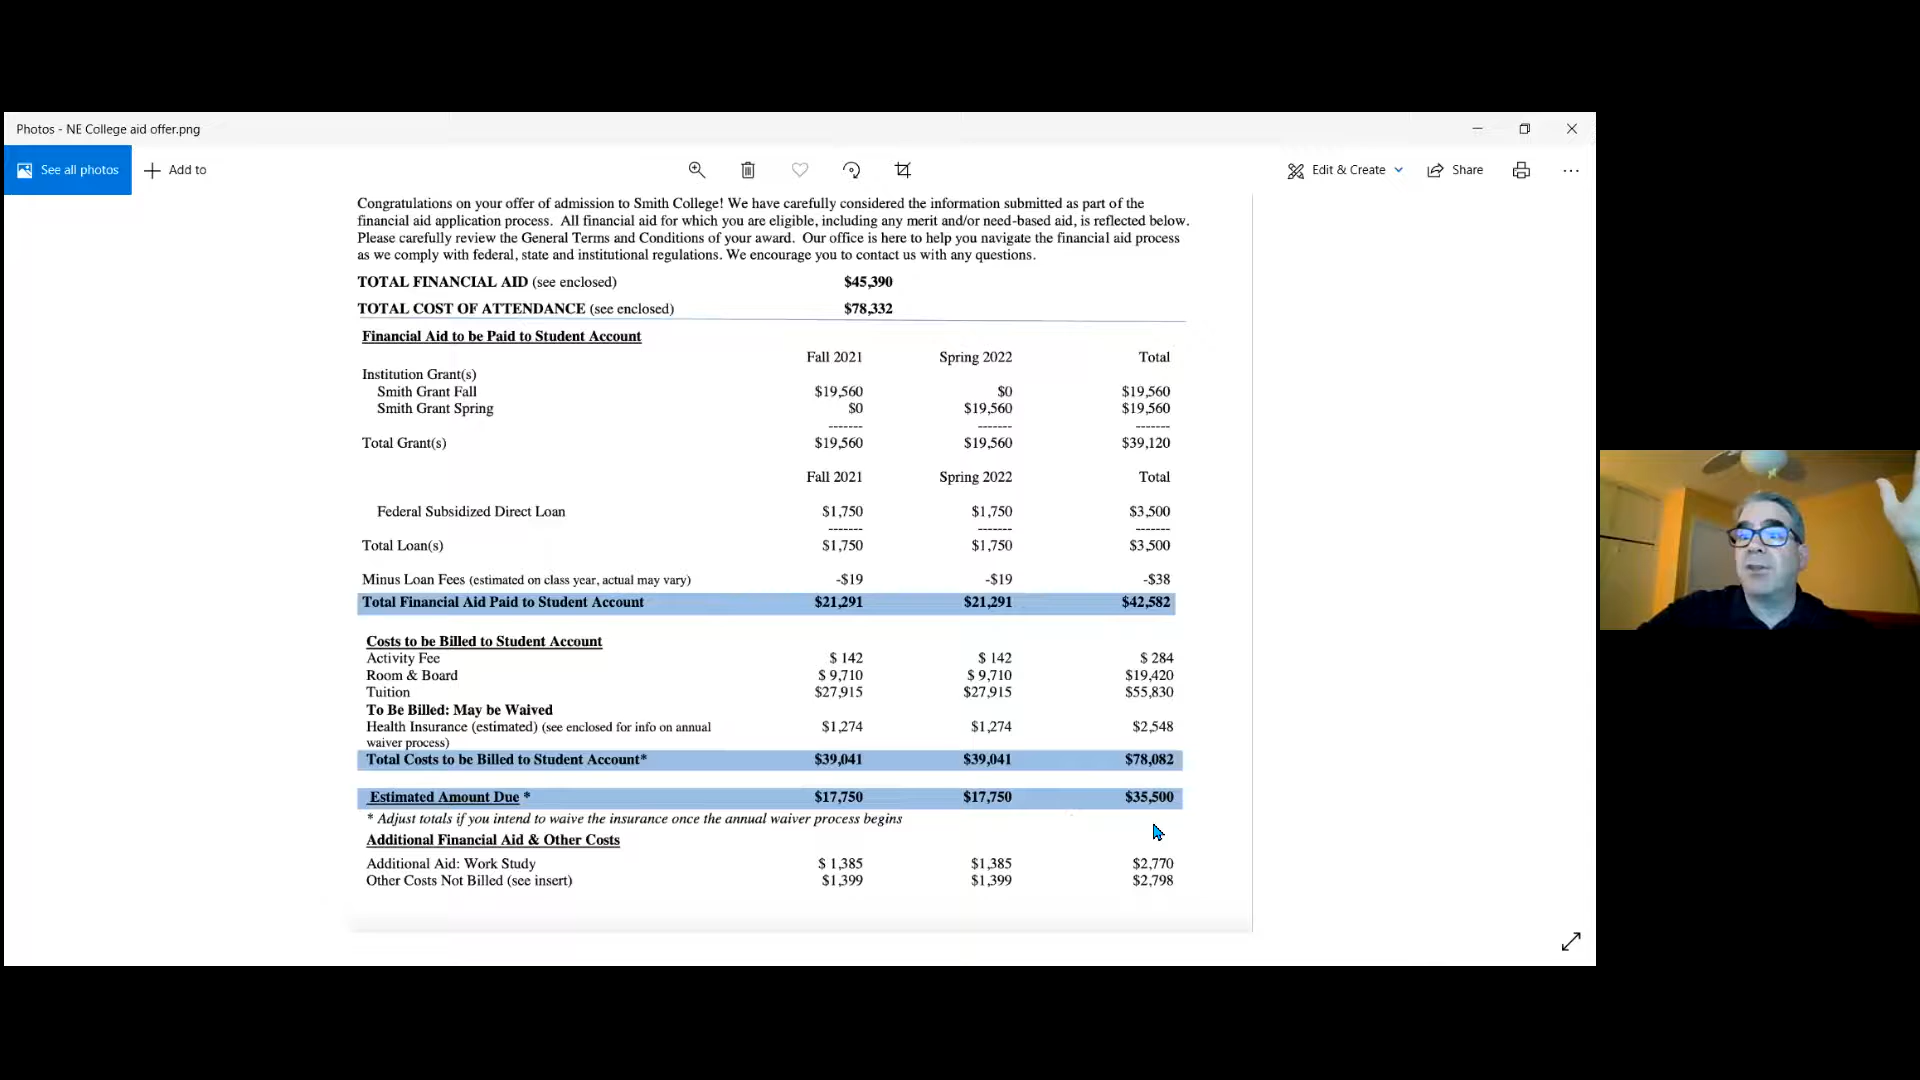 Photos - NE College aid offer.png
See all photos
Add to
Edit & Create
Share
Congratulations on your offer of admission to Smith College! We have carefully considered the information submitted as part of the
financial aid application process. All financial aid for which you are eligible, including any merit and/or need-based aid, is reflected below.
Please carefully review the General Terms and Conditions of your award. Our office is here to help you navigate the financial aid process
as we comply with federal, state and institutional regulations. We encourage you to contact us with any questions.
TOTAL FINANCIAL AID (see enclosed) $45,390
TOTAL COST OF ATTENDANCE (see enclosed) $78,332
Financial Aid to be Paid to Student Account
Fall 2021 Spring 2022 Total
Institution Grant(s)
Smith Grant Fall $19,560 $0 $19,560
Smith Grant Spring $0 $19,560 $19,560
------- ------- -------
Total Grant(s) $19,560 $19,560 $39,120
Fall 2021 Spring 2022 Total
Federal Subsidized Direct Loan $1,750 $1,750 $3,500
------- ------- -------
Total Loan(s) $1,750 $1,750 $3,500
Minus Loan Fees (estimated on class year, actual may vary) -$19 -$19 -$38
Total Financial Aid Paid to Student Account $21,291 $21,291 $42,582
Costs to be Billed to Student Account
Activity Fee $ 142 $ 142 $ 284
Room & Board $ 9,710 $ 9,710 $19,420
Tuition $27,915 $27,915 $55,830
To Be Billed: May be Waived
Health Insurance (estimated) (see enclosed for info on annual $1,274 $1,274 $2,548
waiver process)
Total Costs to be Billed to Student Account* $39,041 $39,041 $78,082
Estimated Amount Due * $17,750 $17,750 $35,500
* Adjust totals if you intend to waive the insurance once the annual waiver process begins
Additional Financial Aid & Other Costs
Additional Aid: Work Study $ 1,385 $1,385 $2,770
Other Costs Not Billed (see insert) $1,399 $1,399 $2,798